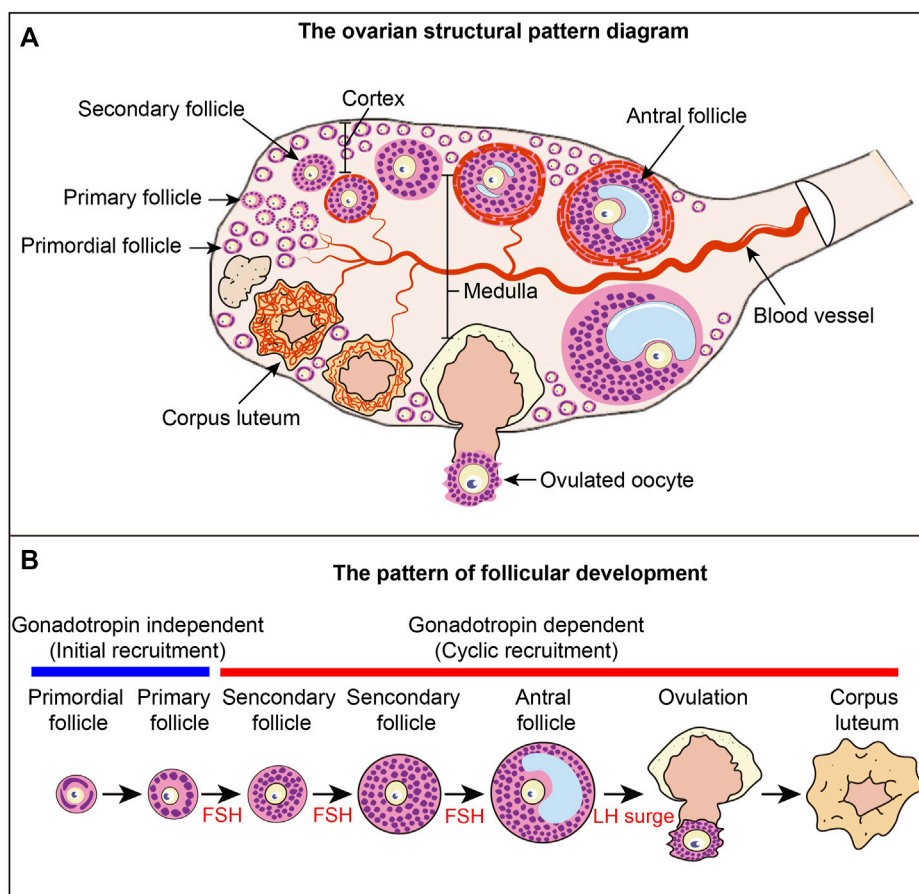 A
The ovarian structural pattern diagram
Secondary follicle
Cortex
Antral follicle
Primary follicle
Primordial follicle
Medulla
Blood vessel
Corpus luteum
Ovulated oocyte
B
The pattern of follicular development
Gonadotropin independent
(Initial recruitment)
Gonadotropin dependent
(Cyclic recruitment)
Primordial
follicle
Primary
follicle
Sencondary
follicle
Sencondary
follicle
Antral
follicle
Ovulation
Corpus
luteum
FSH
FSH
FSH
LH surge